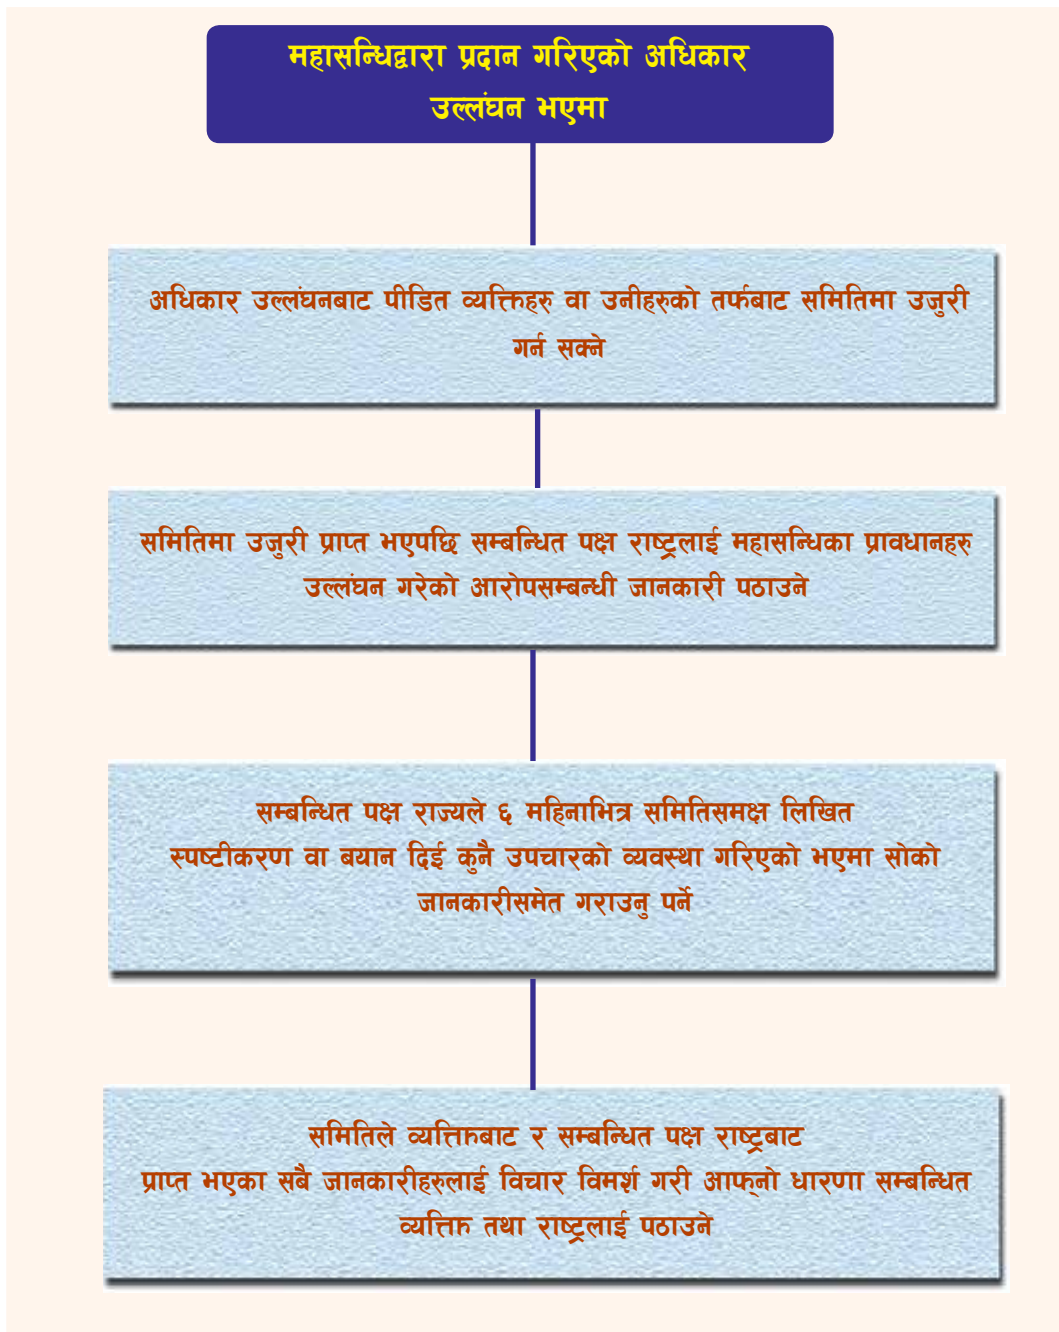 महासन्धिद्वारा प्रदान गरिएको अधिकार
उल्लंघन भएमा
अधिकार उल्लंघनबाट पीडित व्यक्तिहरु वा उनीहरुको तर्फबाट समितिमा उजुरी
गर्न सक्ने
समितिमा उजुरी प्राप्त भएपछि सम्बन्धित पक्ष राष्ट्रलाई महासन्धिका प्रावधानहरु
उल्लंघन गरेको आरोपसम्बन्धी जानकारी पठाउने
सम्बन्धित पक्ष राज्यले ६ महिनाभित्र समितिसमक्ष लिखित
स्पष्टीकरण वा बयान दिई कुनै उपचारको व्यवस्था गरिएको भएमा सोको
जानकारीसमेत गराउनु पर्ने
समितिले व्यक्तिबाट र सम्बन्धित पक्ष राष्ट्रबाट
प्राप्त भएका सबै जानकारीहरुलाई विचार विमर्श गरी आफ्नो धारणा सम्बन्धित
व्यक्ति तथा राष्ट्रलाई पठाउने